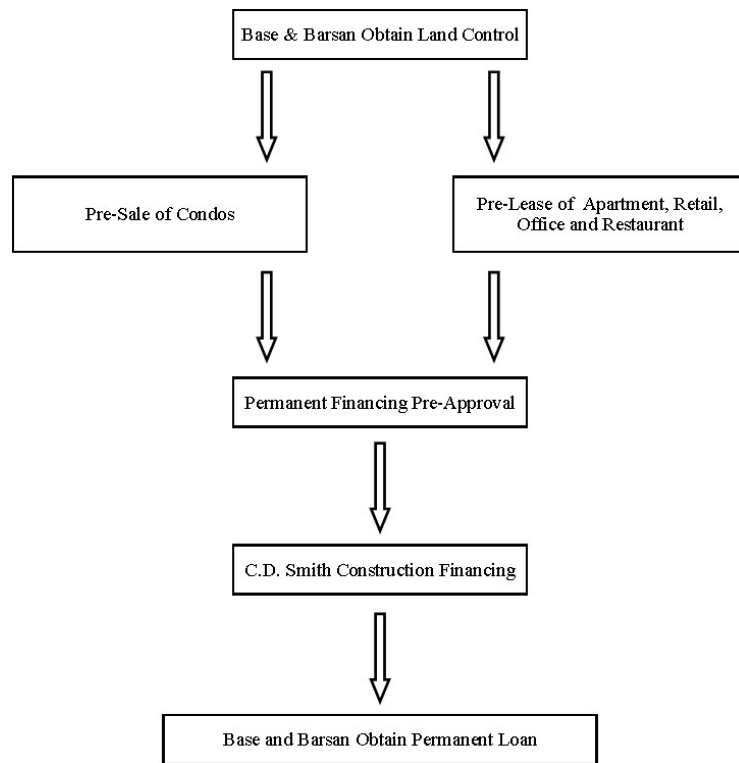 Base & Barsan Obtain Land Control
Pre-Sale of Condos
Pre-Lease of Apartment, Retail,
Office and Restaurant
Permanent Financing Pre-Approval
C.D. Smith Construction Financing
Base and Barsan Obtain Permanent Loan